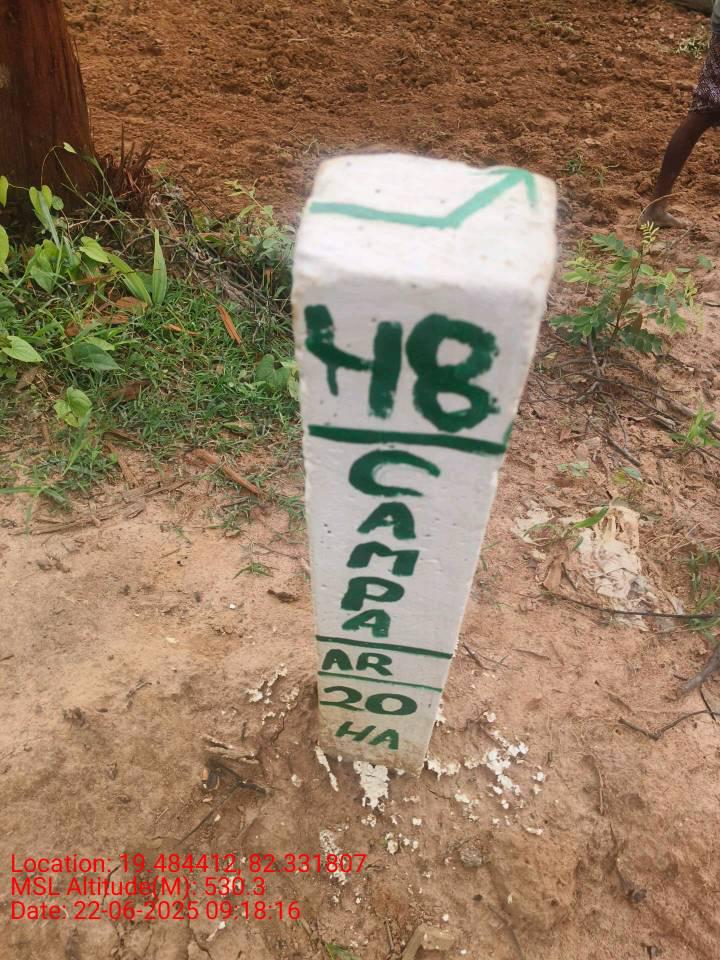 48
CAMPA
AR
20
HA
Location: 19.484412, 82.331807
MSL Altitude(M): 530.3
Date: 22-06-2025 09:18:16